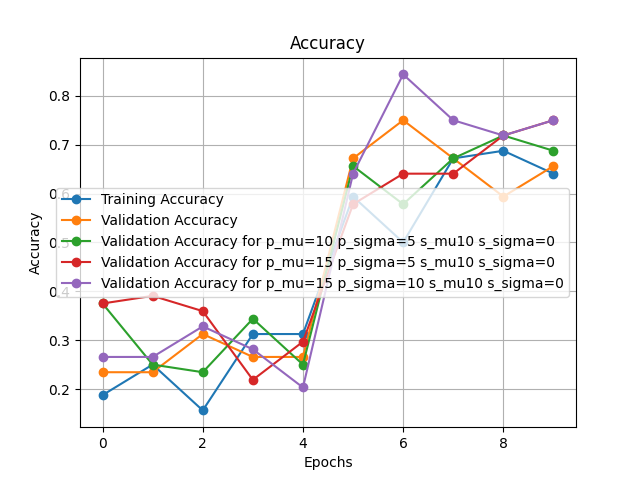 Accuracy
0.8
0.7
0.6
Training Accuracy
Validation Accuracy
0.5
Validation Accuracy for p_mu=10 p_sigma=5 s_mu10 s_sigma=0
Validation Accuracy for p_mu=15 p_sigma=5 s_mu10 s_sigma=0
0.4
Validation Accuracy for p_mu=15 p_sigma=10 s_mu10 s_sigma=0
0.3
0.2
Accuracy
0 2 4 6 8
Epochs